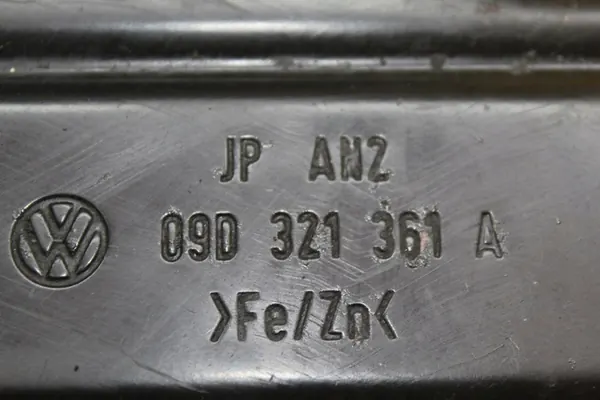 JP AN2
09D 321 361 A
>Fe/Zn<